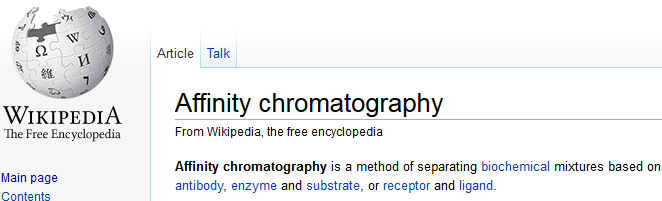 Article Talk
Affinity chromatography
WIKIPEDIA
The Free Encyclopedia
From Wikipedia, the free encyclopedia
Affinity chromatography is a method of separating biochemical mixtures based on
antibody, enzyme and substrate, or receptor and ligand.
Main page
Contents